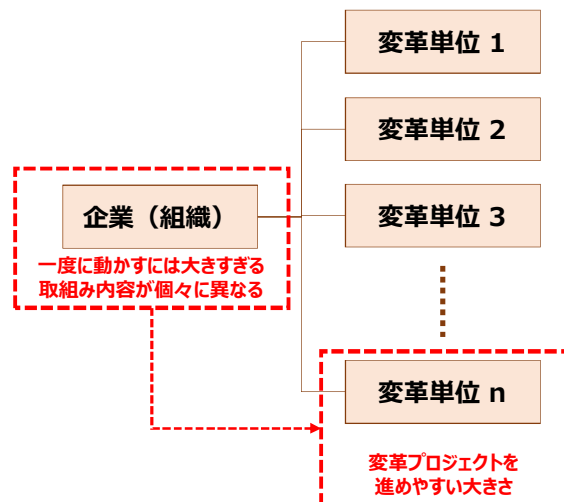 変革単位 1
変革単位 2
企業（組織）
変革単位 3
一度に動かすには大きすぎる
取組み内容が個々に異なる
変革単位 n
変革プロジェクトを
進めやすい大きさ